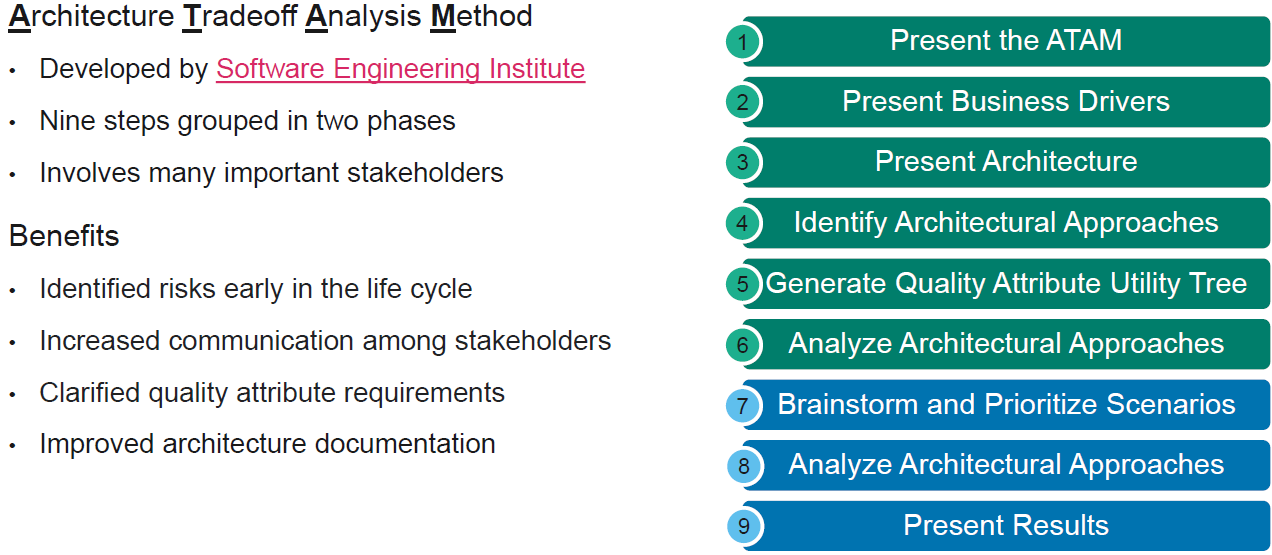 Architecture Tradeoff Analysis Method
• Developed by Software Engineering Institute
• Nine steps grouped in two phases
• Involves many important stakeholders
Benefits
• Identified risks early in the life cycle
• Increased communication among stakeholders
• Clarified quality attribute requirements
• Improved architecture documentation
1 Present the ATAM
2 Present Business Drivers
3 Present Architecture
4 Identify Architectural Approaches
5 Generate Quality Attribute Utility Tree
6 Analyze Architectural Approaches
7 Brainstorm and Prioritize Scenarios
8 Analyze Architectural Approaches
9 Present Results